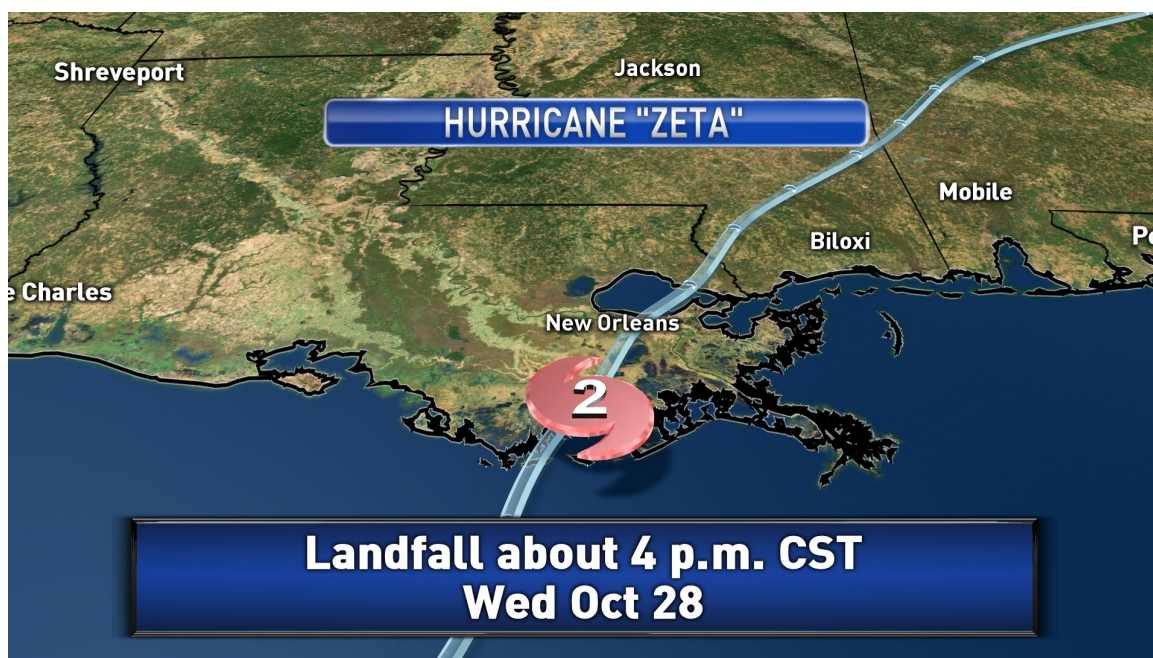 Shreveport
Jackson
HURRICANE "ZETA"
Mobile
Biloxi
e Charles
New Orleans
2
Landfall about 4 p.m. CST
Wed Oct 28